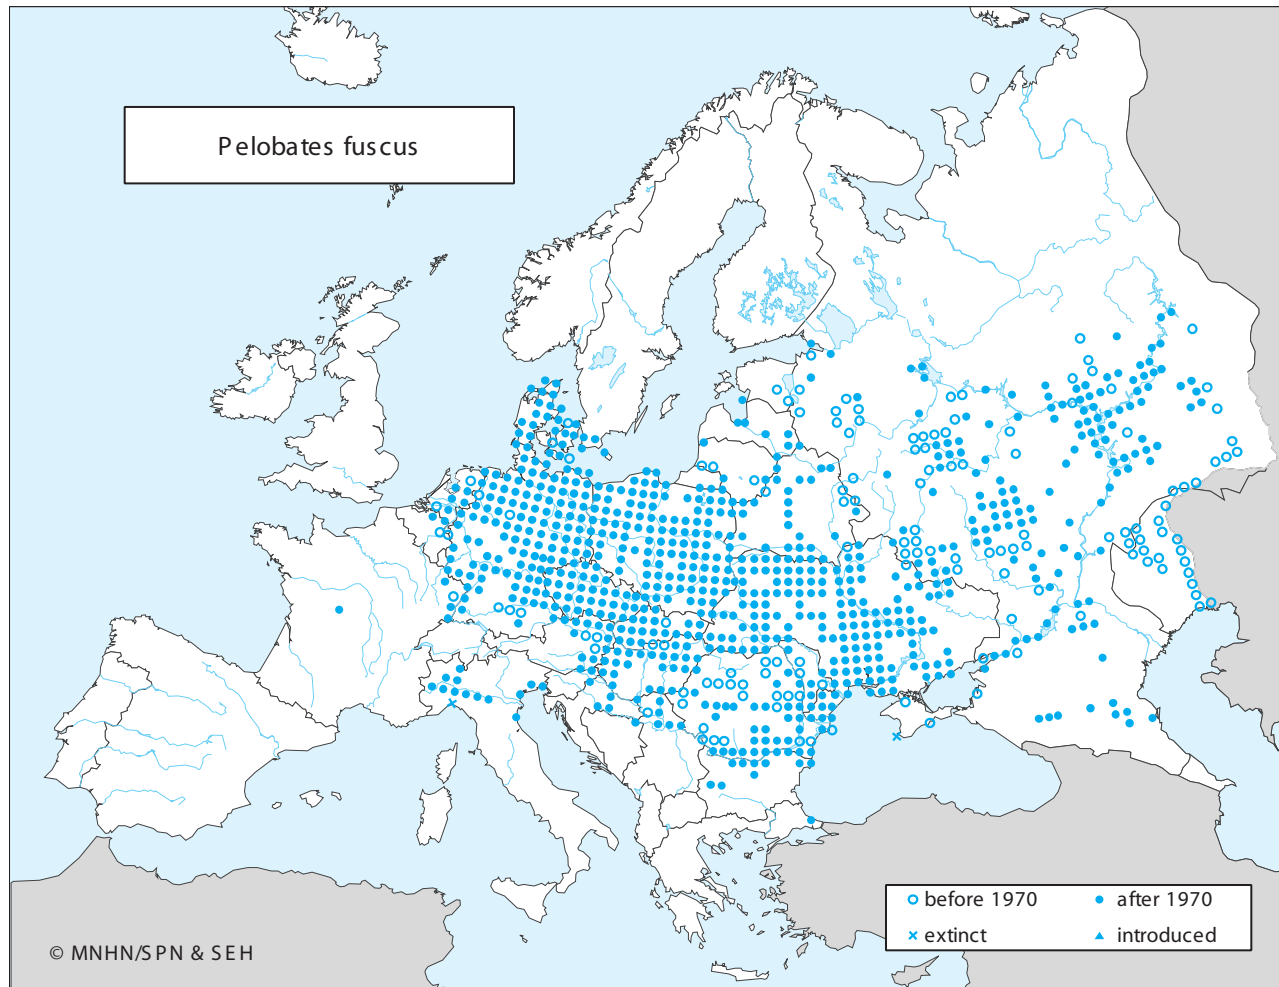 Pelobates fuscus
before 1970
after 1970
extinct
introduced
© MNHN/SPN & SEH